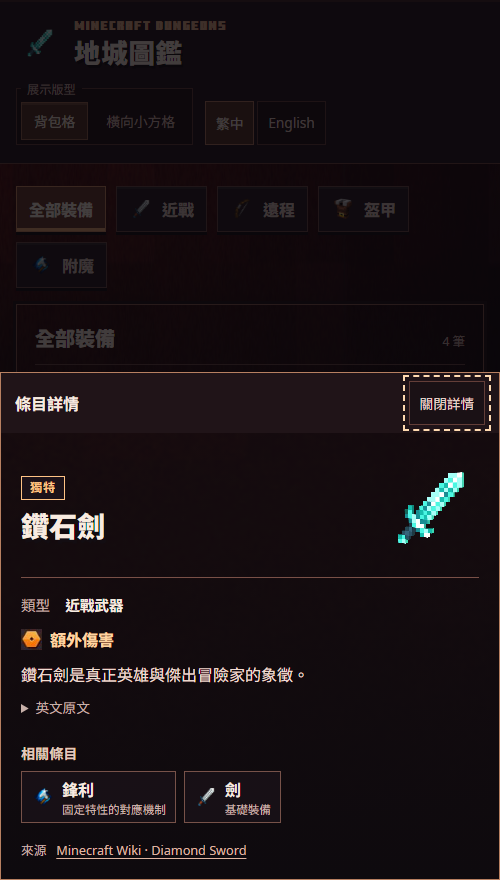 MINECRAFT DUNGEONS
地城圖鑑
展示版型
背包格
橫向小方格
繁中
English
全部裝備
近戰
遠程
盔甲
附魔
全部裝備
4 筆
條目詳情
關閉詳情
獨特
鑽石劍
類型 近戰武器
額外傷害
鑽石劍是真正英雄與傑出冒險家的象徵。
英文原文
相關條目
鋒利
固定特性的對應機制
劍
基礎裝備
來源 Minecraft Wiki · Diamond Sword